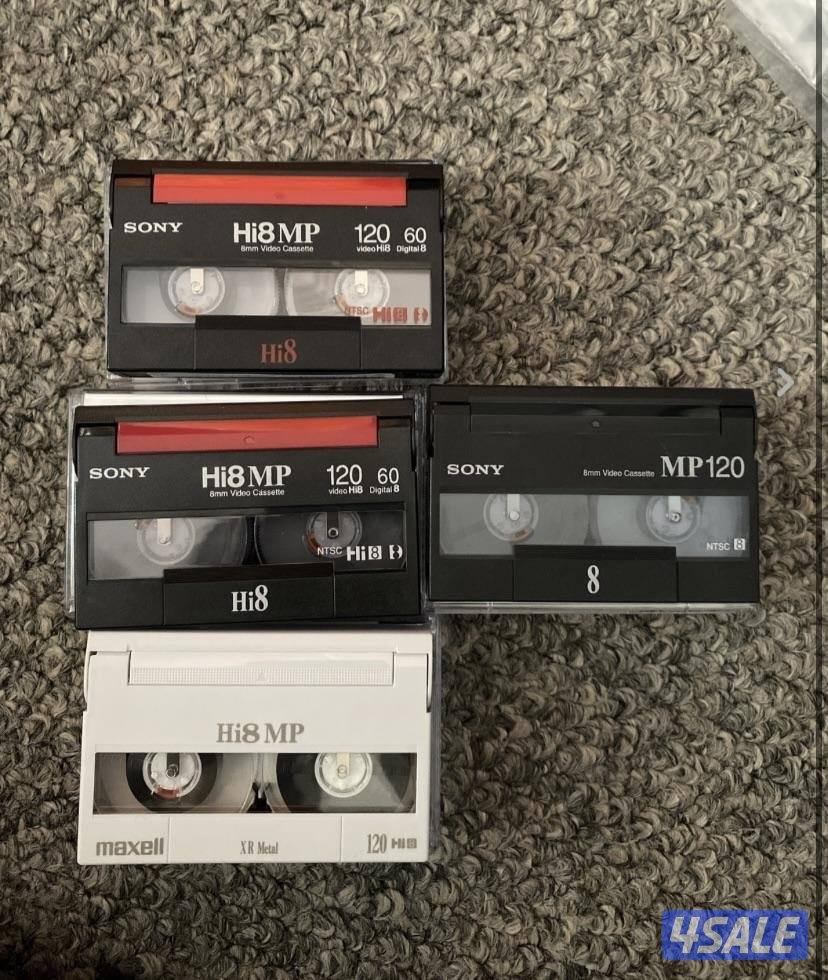 SONY
Hi8 MP
8mm Video Cassette
120
video Hi8
60
Digital 8
NTSC Hi8
Hi8
SONY
Hi8 MP
8mm Video Cassette
120
video Hi8
60
Digital 8
NTSC Hi8
Hi8
SONY
8mm Video Cassette MP120
NTSC 8
8
Hi8 MP
maxell
XR Metal
120 Hi8
4SALE